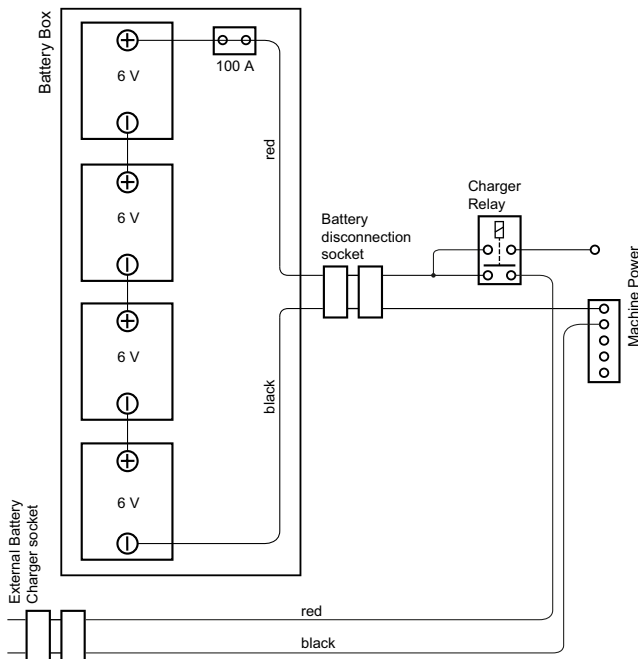 Battery Box
6 V
100 A
red
6 V
Charger
Relay
Battery
disconnection
socket
Machine Power
6 V
black
6 V
External Battery
Charger socket
red
black